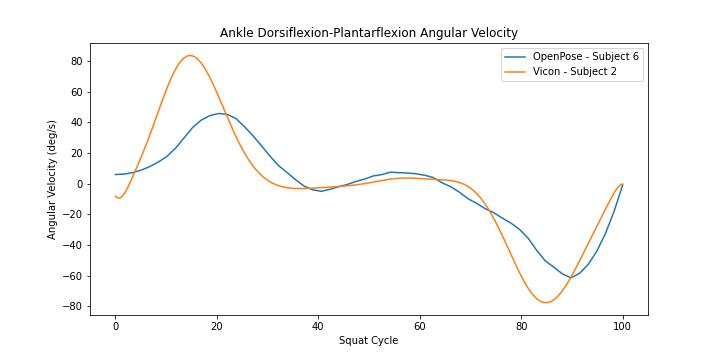 Ankle Dorsiflexion-Plantarflexion Angular Velocity
OpenPose - Subject 6
Vicon - Subject 2
Angular Velocity (deg/s)
80
60
40
20
0
−20
−40
−60
−80
0 20 40 60 80 100
Squat Cycle